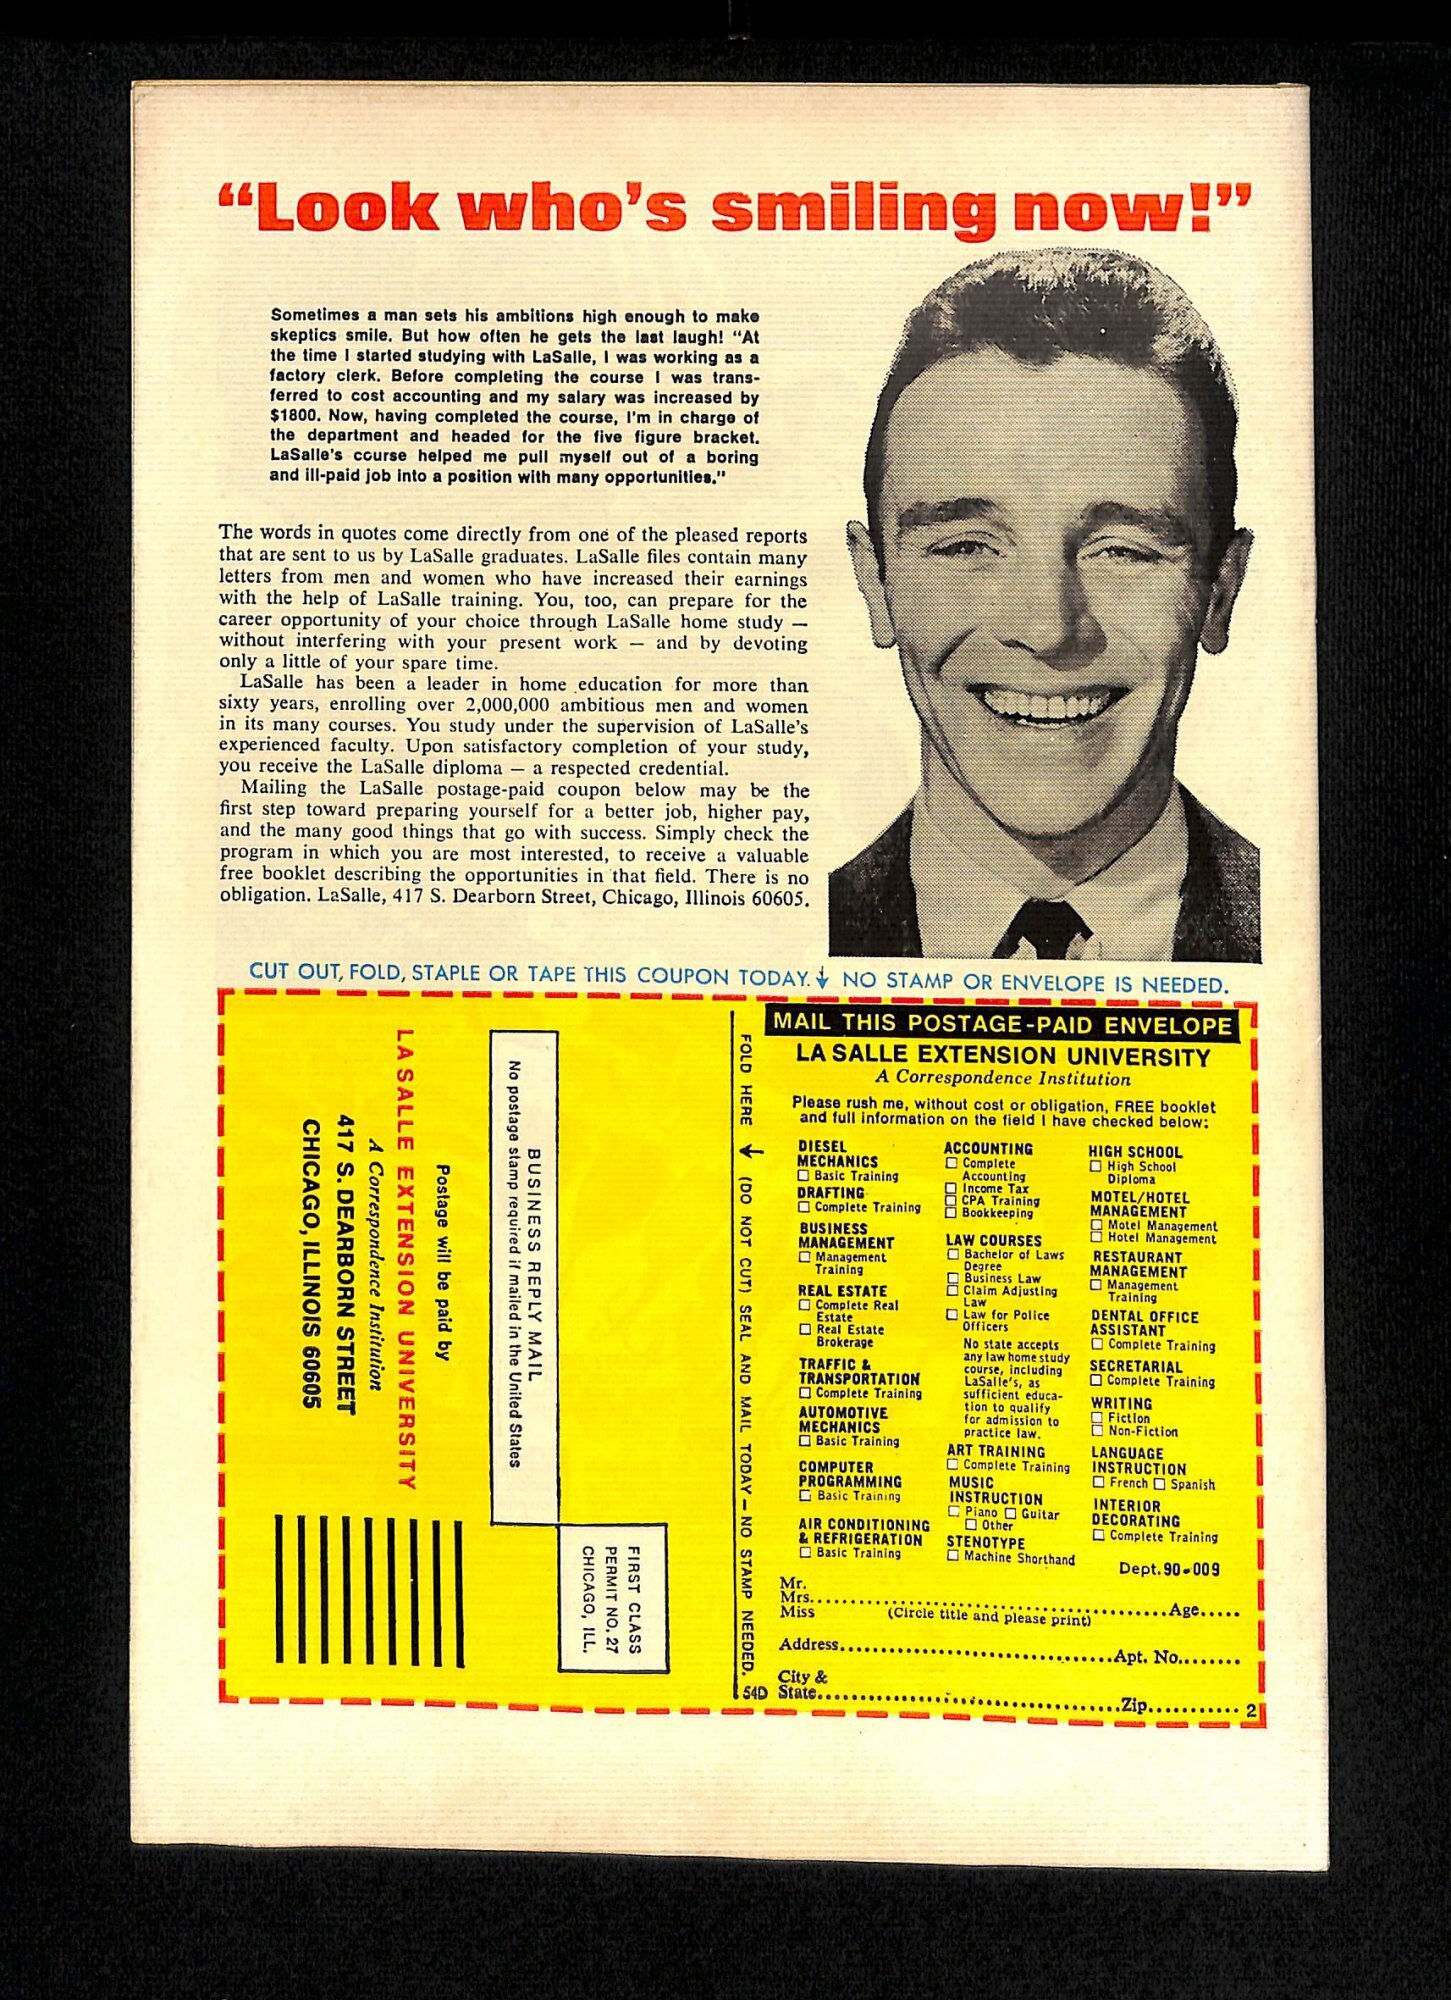 “Look who’s smiling now!”
Sometimes a man sets his ambitions high enough to make
skeptics smile. But how often he gets the last laugh! “At
the time I started studying with LaSalle, I was working as a
factory clerk. Before completing the course I was trans-
ferred to cost accounting and my salary was increased by
$1800. Now, having completed the course, I’m in charge of
the department and headed for the five figure bracket.
LaSalle’s course helped me pull myself out of a boring
and ill-paid job into a position with many opportunities.”
The words in quotes come directly from one of the pleased reports
that are sent to us by LaSalle graduates. LaSalle files contain many
letters from men and women who have increased their earnings
with the help of LaSalle training. You, too, can prepare for the
career opportunity of your choice through LaSalle home study —
without interfering with your present work — and by devoting
only a little of your spare time.
LaSalle has been a leader in home education for more than
sixty years, enrolling over 2,000,000 ambitious men and women
in its many courses. You study under the supervision of LaSalle’s
experienced faculty. Upon satisfactory completion of your study,
you receive the LaSalle diploma — a respected credential.
Mailing the LaSalle postage-paid coupon below may be the
first step toward preparing yourself for a better job, higher pay,
and the many good things that go with success. Simply check the
program in which you are most interested, to receive a valuable
free booklet describing the opportunities in that field. There is no
obligation. LaSalle, 417 S. Dearborn Street, Chicago, Illinois 60605.
CUT OUT, FOLD, STAPLE OR TAPE THIS COUPON TODAY. ↓ NO STAMP OR ENVELOPE IS NEEDED.
FIRST CLASS
PERMIT NO. 27
CHICAGO, ILL.
BUSINESS REPLY MAIL
No postage stamp required if mailed in the United States
Postage will be paid by
LA SALLE EXTENSION UNIVERSITY
A Correspondence Institution
417 S. DEARBORN STREET
CHICAGO, ILLINOIS 60605
FOLD HERE (DO NOT CUT) SEAL AND MAIL TODAY — NO STAMP NEEDED.
54D
MAIL THIS POSTAGE-PAID ENVELOPE
LA SALLE EXTENSION UNIVERSITY
A Correspondence Institution
Please rush me, without cost or obligation, FREE booklet
and full information on the field I have checked below:
DIESEL
MECHANICS
☐ Basic Training
DRAFTING
☐ Complete Training
BUSINESS
MANAGEMENT
☐ Management
Training
REAL ESTATE
☐ Complete Real
Estate
☐ Real Estate
Brokerage
TRAFFIC &
TRANSPORTATION
☐ Complete Training
AUTOMOTIVE
MECHANICS
☐ Basic Training
COMPUTER
PROGRAMMING
☐ Basic Training
AIR CONDITIONING
& REFRIGERATION
☐ Basic Training
ACCOUNTING
☐ Complete
Accounting
☐ Income Tax
☐ CPA Training
☐ Bookkeeping
LAW COURSES
☐ Bachelor of Laws
Degree
☐ Business Law
☐ Claim Adjusting
Law
☐ Law for Police
Officers
No state accepts
any law home study
course, including
LaSalle’s, as
sufficient educa-
tion to qualify
for admission to
practice law.
ART TRAINING
☐ Complete Training
MUSIC
INSTRUCTION
☐ Piano ☐ Guitar
☐ Other
STENOTYPE
☐ Machine Shorthand
HIGH SCHOOL
☐ High School
Diploma
MOTEL/HOTEL
MANAGEMENT
☐ Motel Management
☐ Hotel Management
RESTAURANT
MANAGEMENT
☐ Management
Training
DENTAL OFFICE
ASSISTANT
☐ Complete Training
SECRETARIAL
☐ Complete Training
WRITING
☐ Fiction
☐ Non-Fiction
LANGUAGE
INSTRUCTION
☐ French ☐ Spanish
INTERIOR
DECORATING
☐ Complete Training
Dept. 90-009
Mr.
Mrs. Age
Miss (Circle title and please print)
Address Apt. No.
City &
State Zip
2